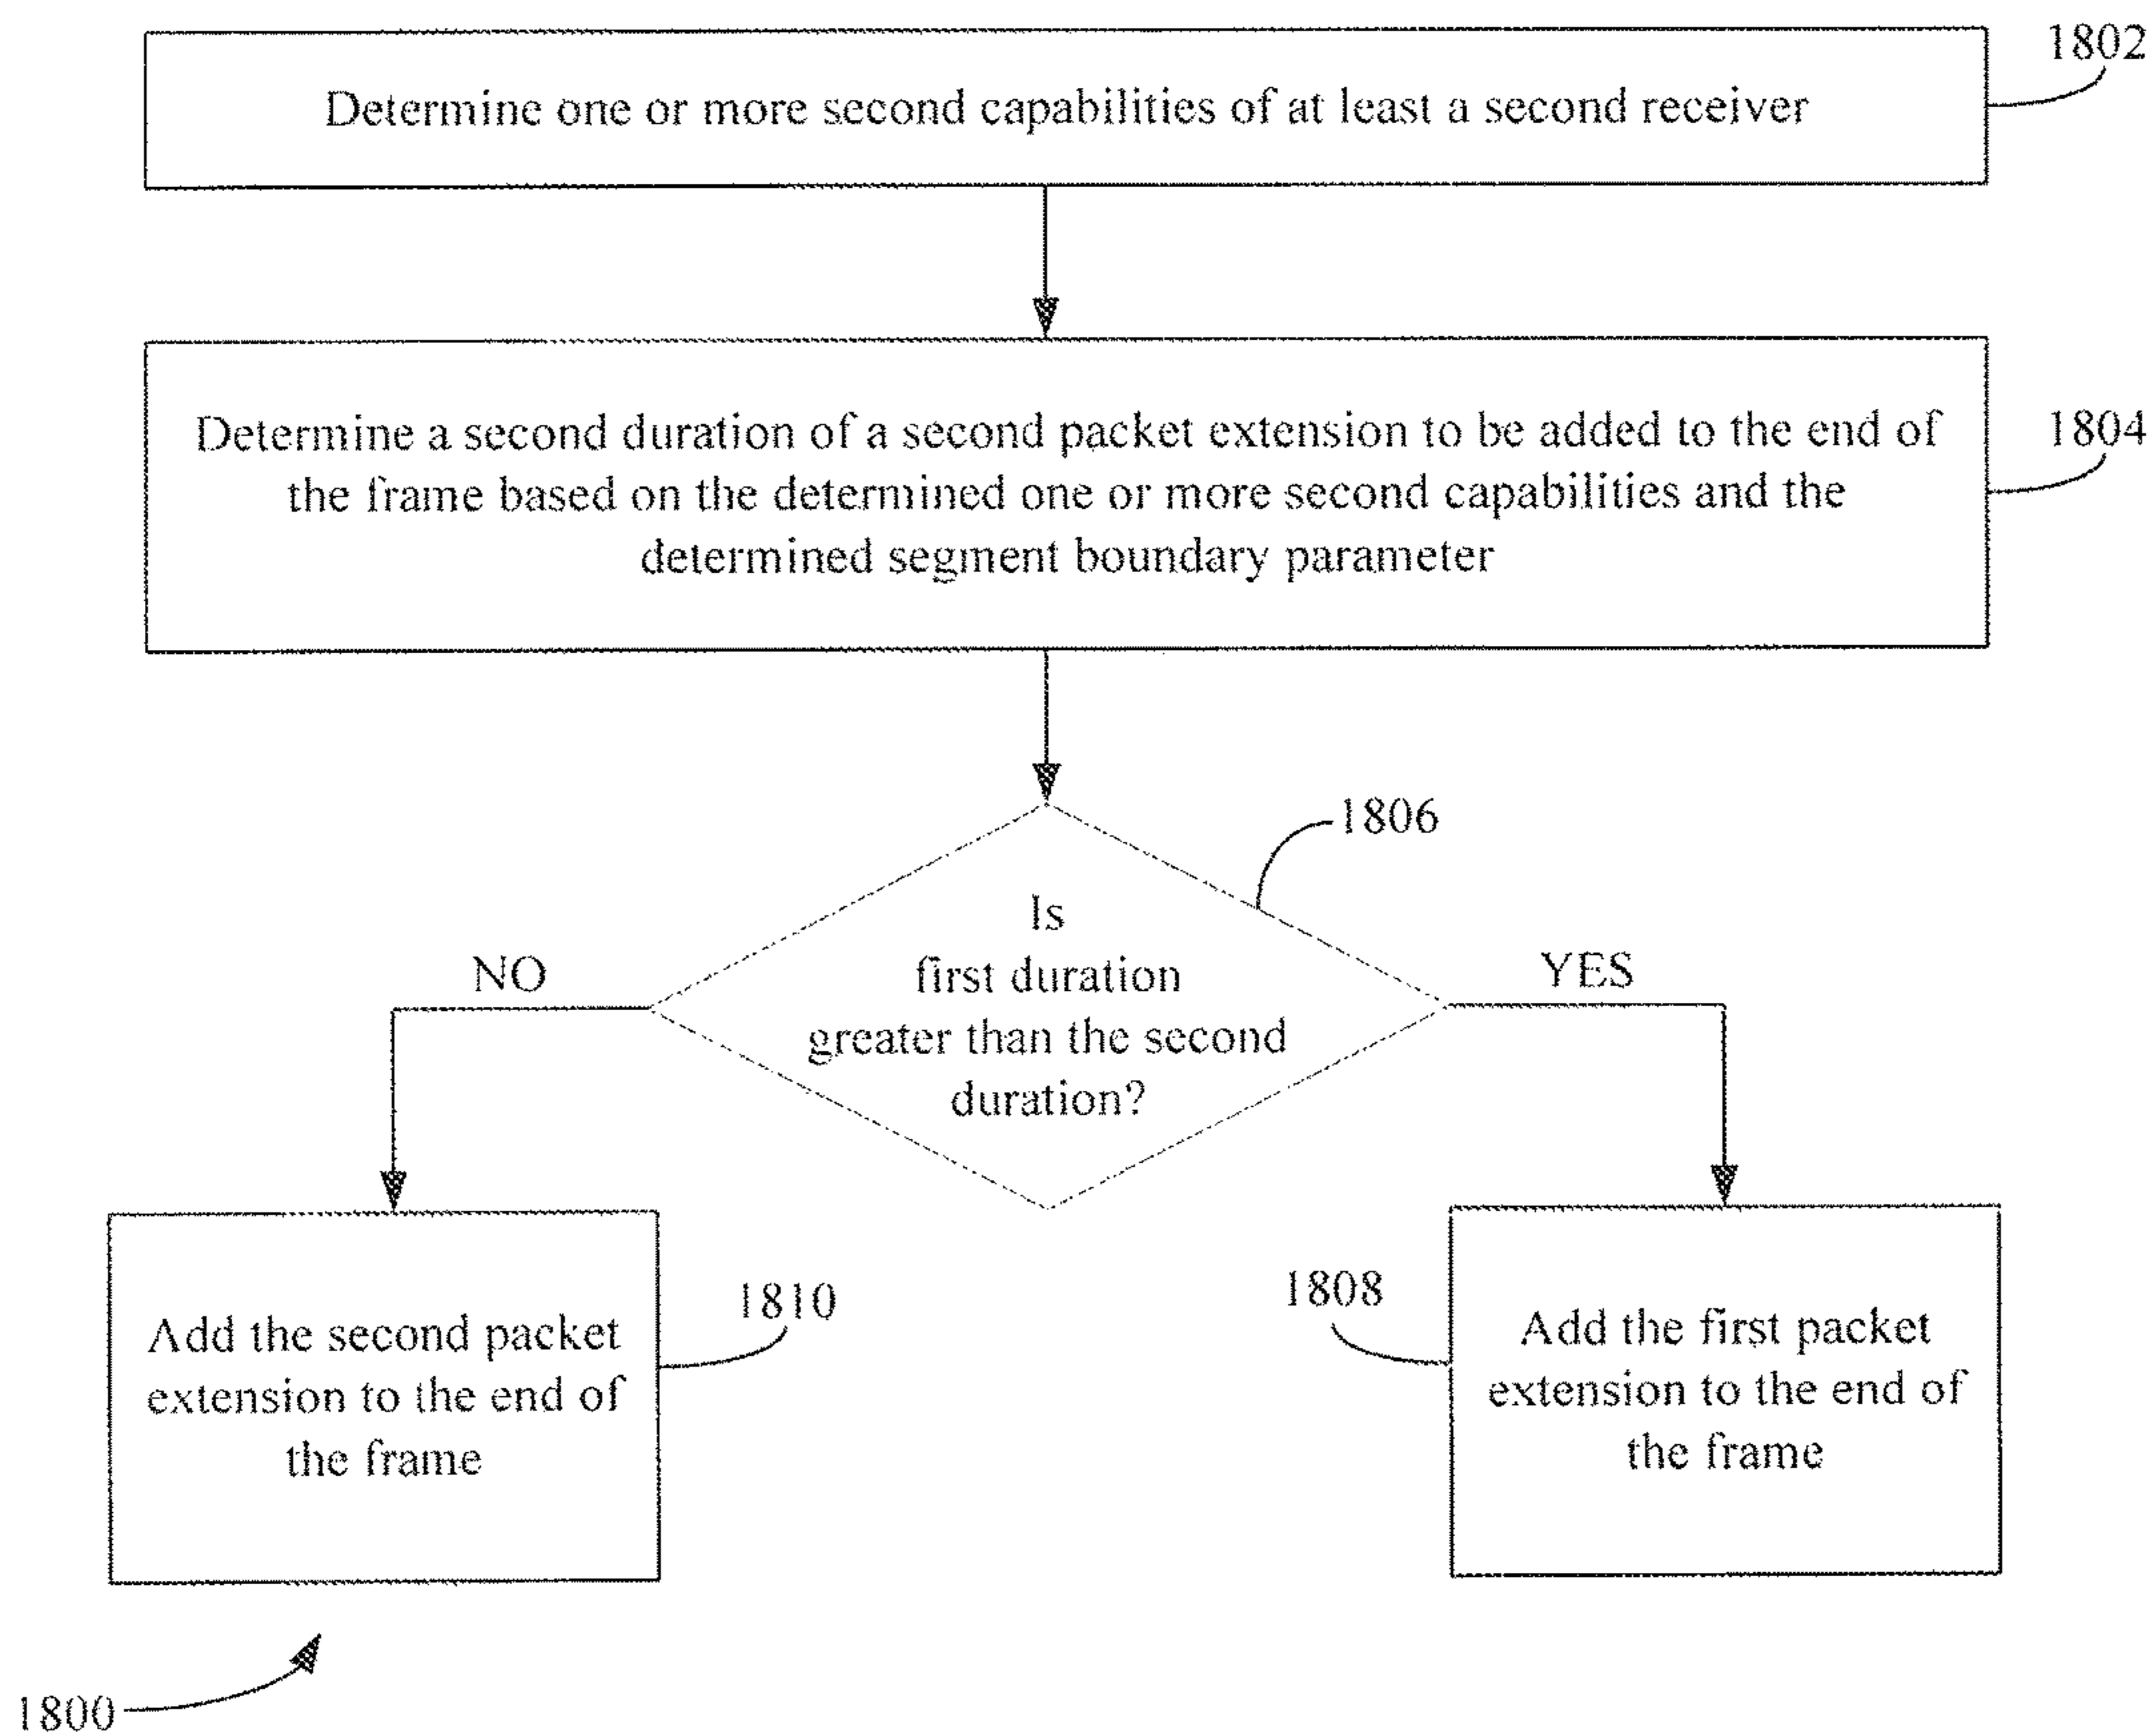 1802
Determine one or more second capabilities of at least a second receiver
Determine a second duration of a second packet extension to be added to the end of
the frame based on the determined one or more second capabilities and the
determined segment boundary parameter
1804
1806
Is
first duration
greater than the second
duration?
NO
YES
1810
Add the second packet
extension to the end of
the frame
1808
Add the first packet
extension to the end of
the frame
1800